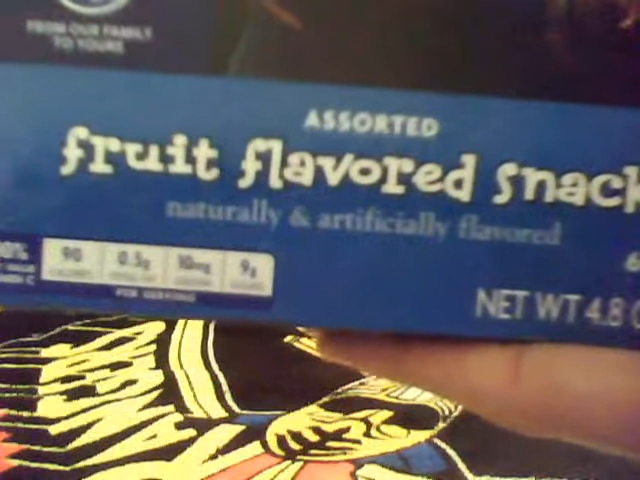 FROM OUR FAMILY
TO YOURS
ASSORTED
fruit flavored snack
naturally & artificially flavored
90 0.5g 10mg 9g
CALORIES
PER SERVING
NET WT 4.8